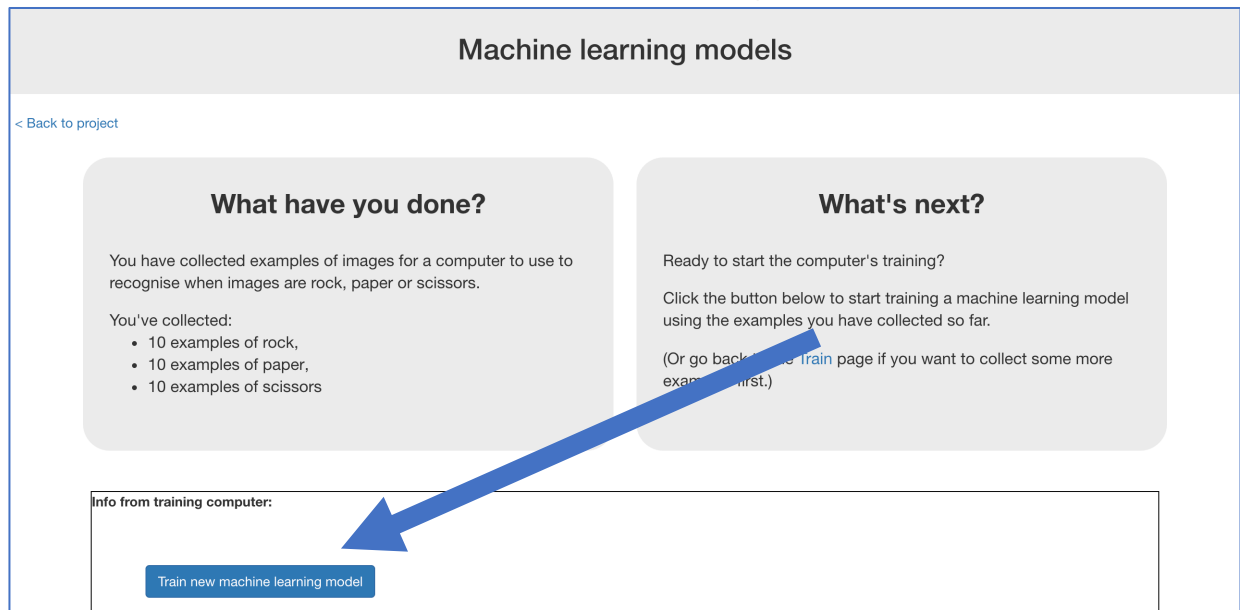 Machine learning models
< Back to project
What have you done?
You have collected examples of images for a computer to use to
recognise when images are rock, paper or scissors.
You've collected:
• 10 examples of rock,
• 10 examples of paper,
• 10 examples of scissors
What's next?
Ready to start the computer's training?
Click the button below to start training a machine learning model
using the examples you have collected so far.
(Or go back Train page if you want to collect some more
first.)
Info from training computer:
Train new machine learning model